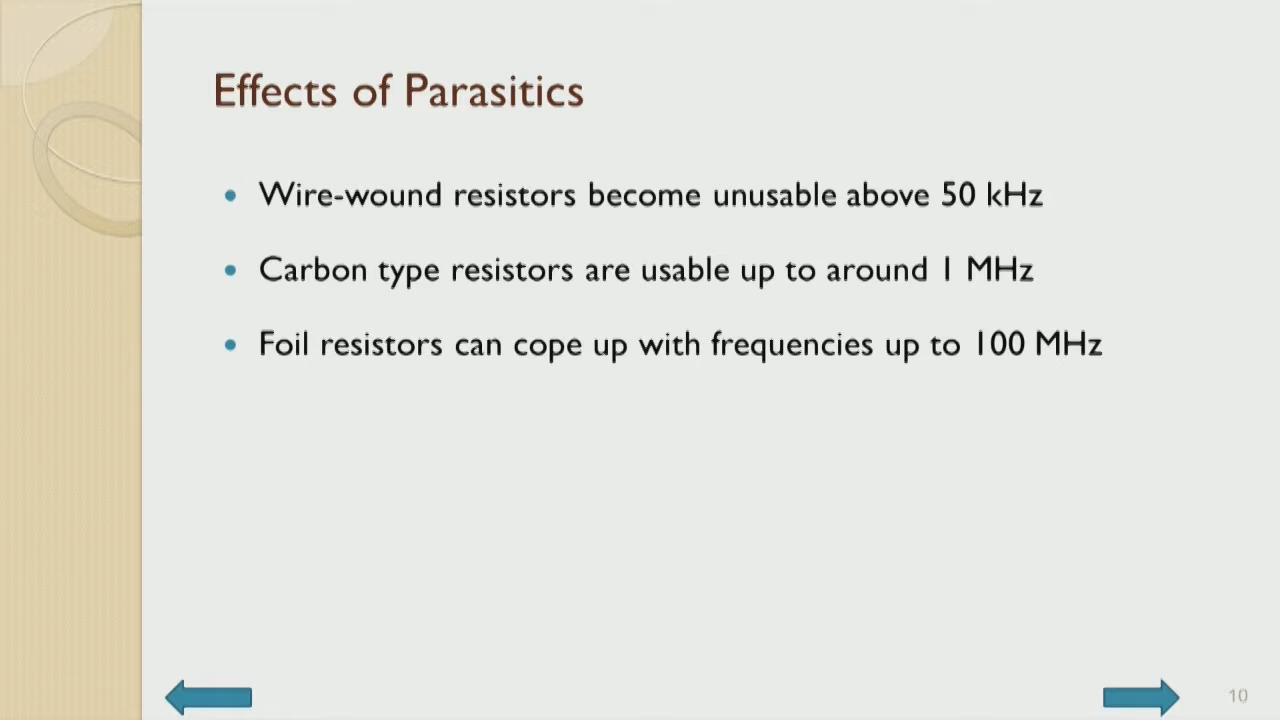 Effects of Parasitics
• Wire-wound resistors become unusable above 50 kHz
• Carbon type resistors are usable up to around 1 MHz
• Foil resistors can cope up with frequencies up to 100 MHz
10